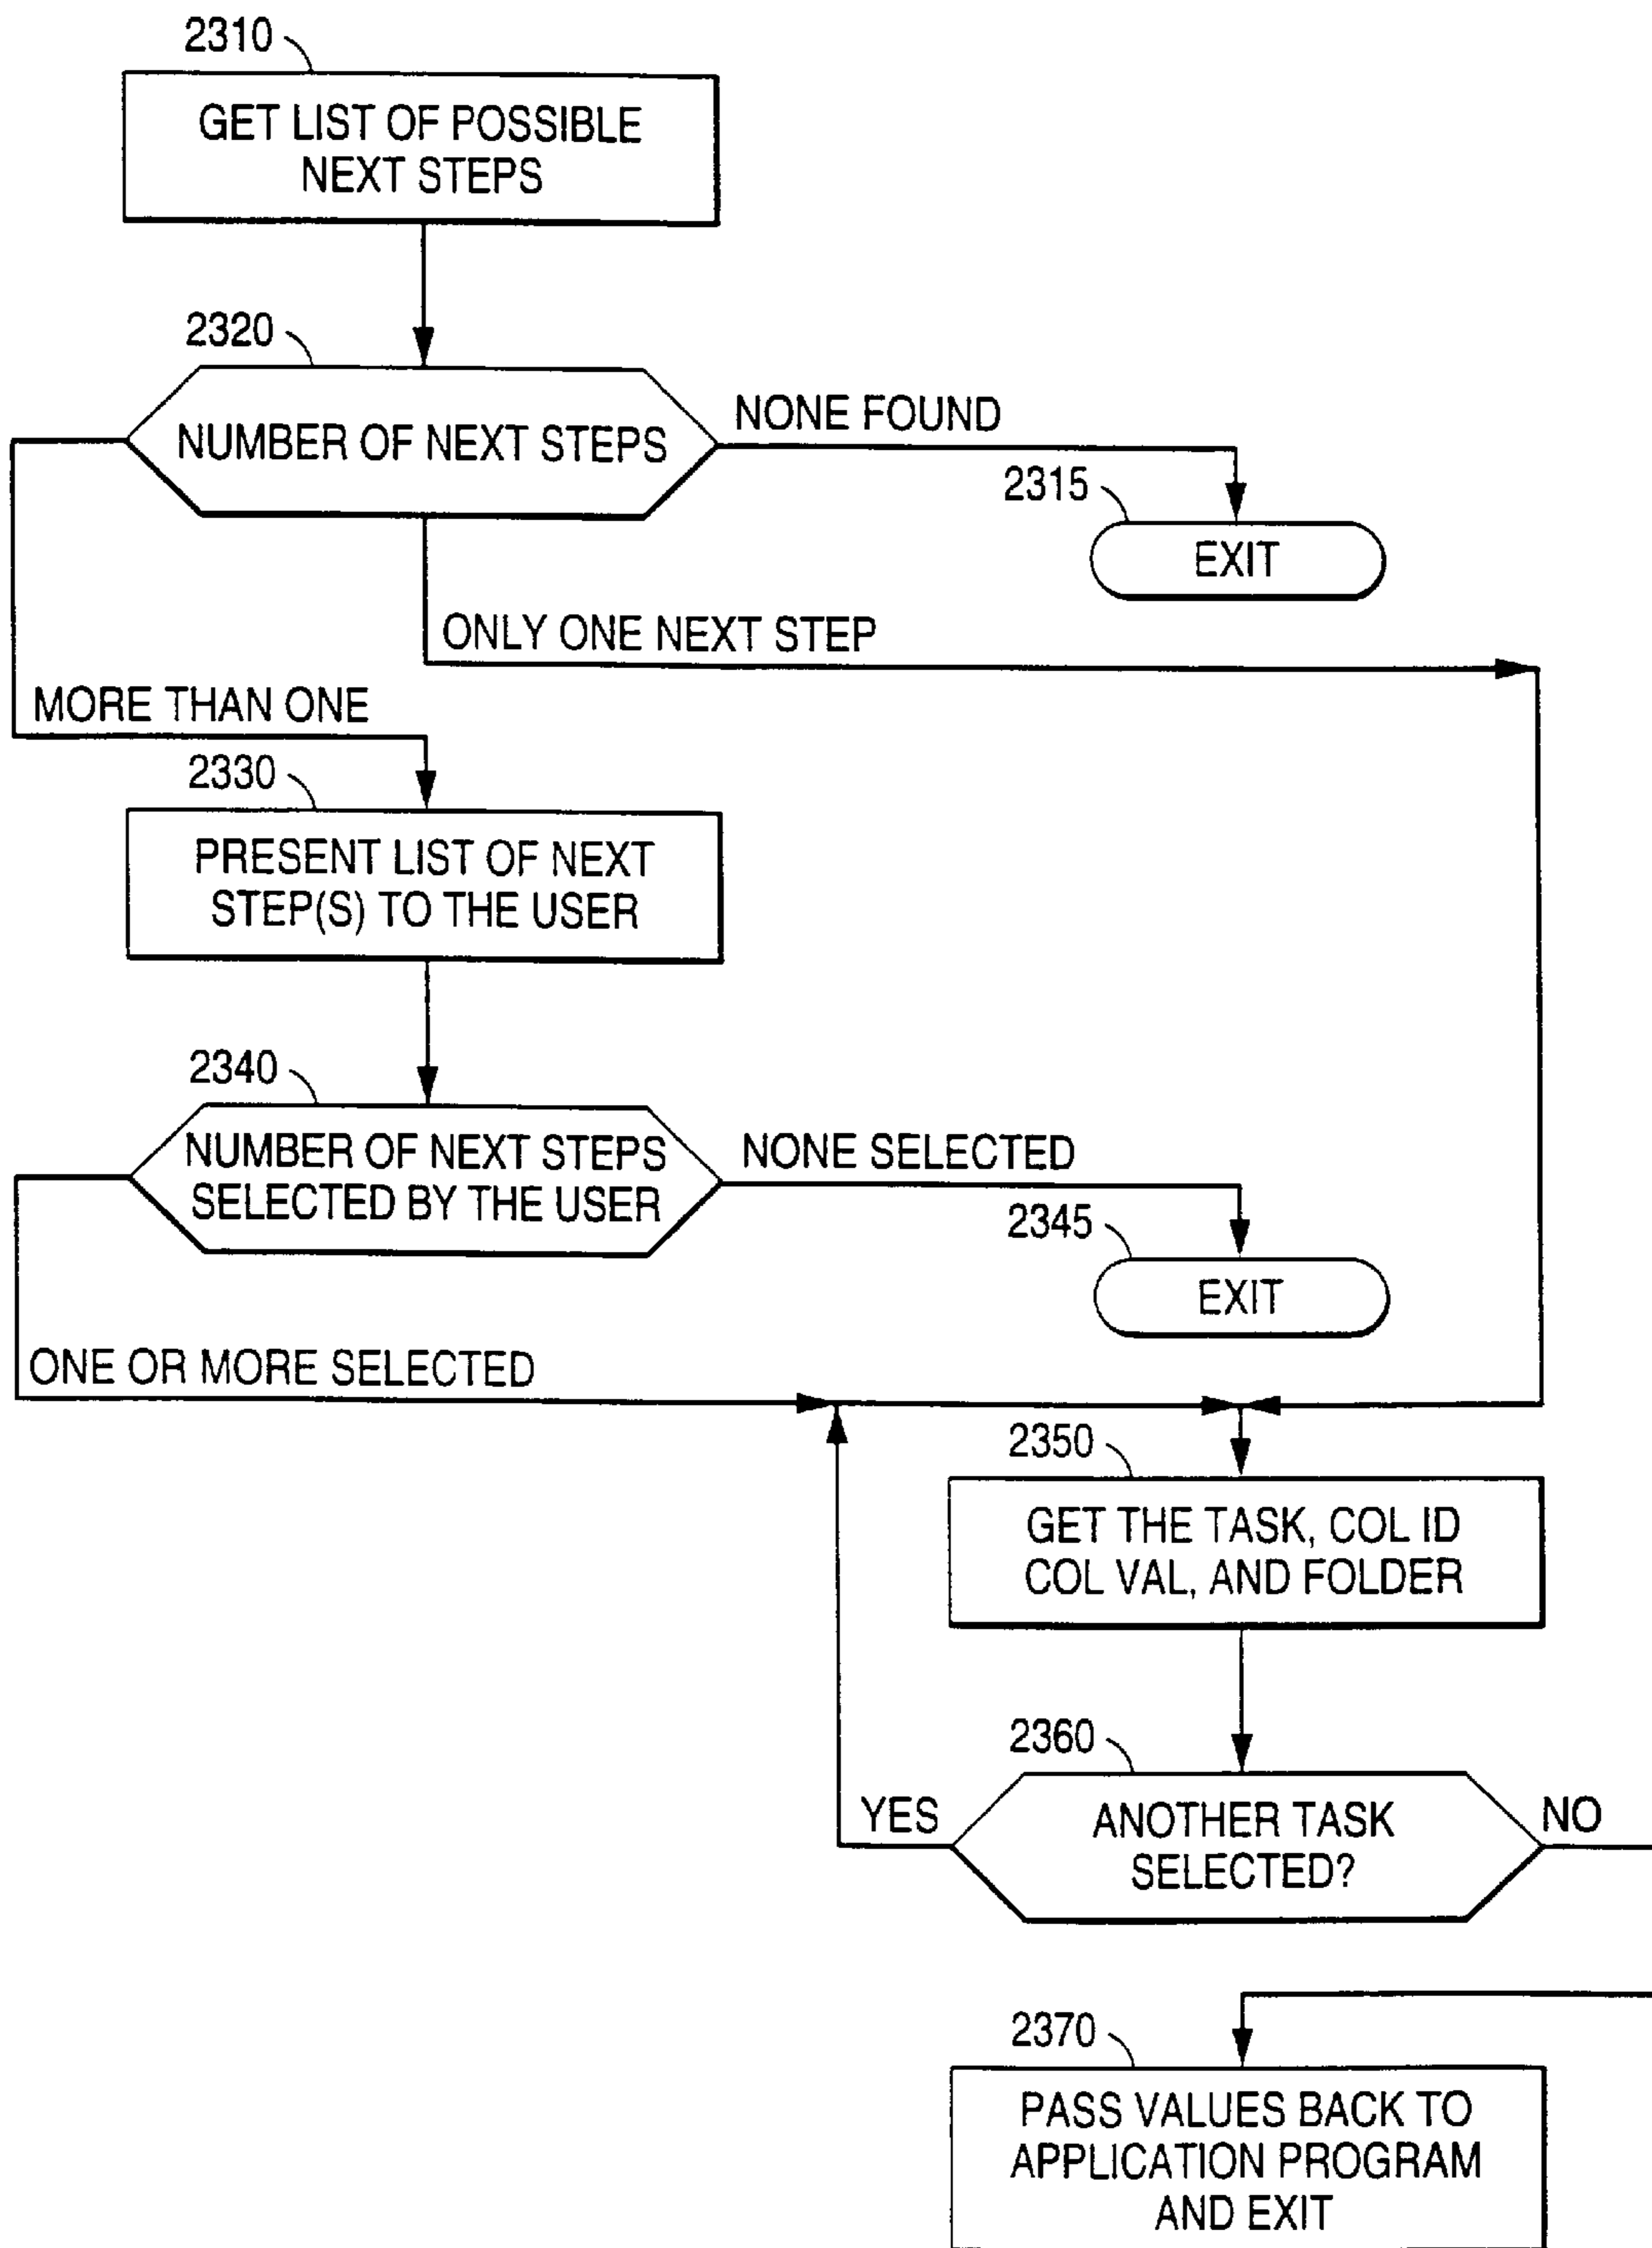 2310
GET LIST OF POSSIBLE
NEXT STEPS
2320
NUMBER OF NEXT STEPS
NONE FOUND
2315
EXIT
ONLY ONE NEXT STEP
MORE THAN ONE
2330
PRESENT LIST OF NEXT
STEP(S) TO THE USER
2340
NUMBER OF NEXT STEPS
SELECTED BY THE USER
NONE SELECTED
2345
EXIT
ONE OR MORE SELECTED
2350
GET THE TASK, COL ID
COL VAL, AND FOLDER
2360
YES
ANOTHER TASK
SELECTED?
NO
2370
PASS VALUES BACK TO
APPLICATION PROGRAM
AND EXIT